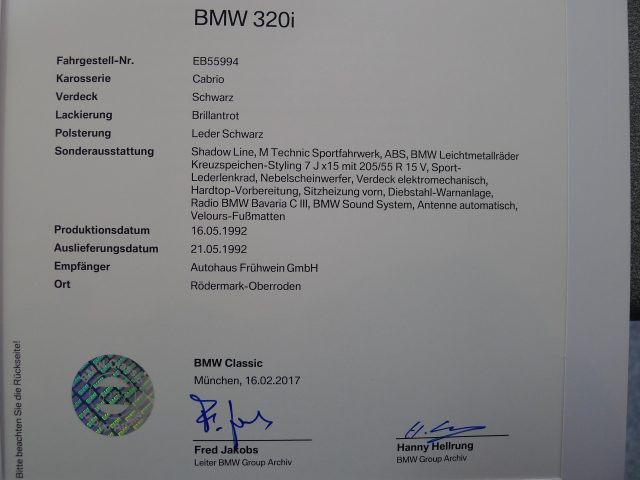 BMW 320i
Fahrgestell-Nr. EB55994
Karosserie Cabrio
Verdeck Schwarz
Lackierung Brillantrot
Polsterung Leder Schwarz
Sonderausstattung Shadow Line, M Technic Sportfahrwerk, ABS, BMW Leichtmetallräder
Kreuzspeichen-Styling 7 J x15 mit 205/55 R 15 V, Sport-
Lederlenkrad, Nebelscheinwerfer, Verdeck elektromechanisch,
Hardtop-Vorbereitung, Sitzheizung vorn, Diebstahl-Warnanlage,
Radio BMW Bavaria C III, BMW Sound System, Antenne automatisch,
Velours-Fußmatten
Produktionsdatum 16.05.1992
Auslieferungsdatum 21.05.1992
Empfänger Autohaus Frühwein GmbH
Ort Rödermark-Oberroden
BMW Classic
München, 16.02.2017
Fred Jakobs
Leiter BMW Group Archiv
Hanny Hellrung
BMW Group Archiv
Bitte beachten Sie die Rückseite!